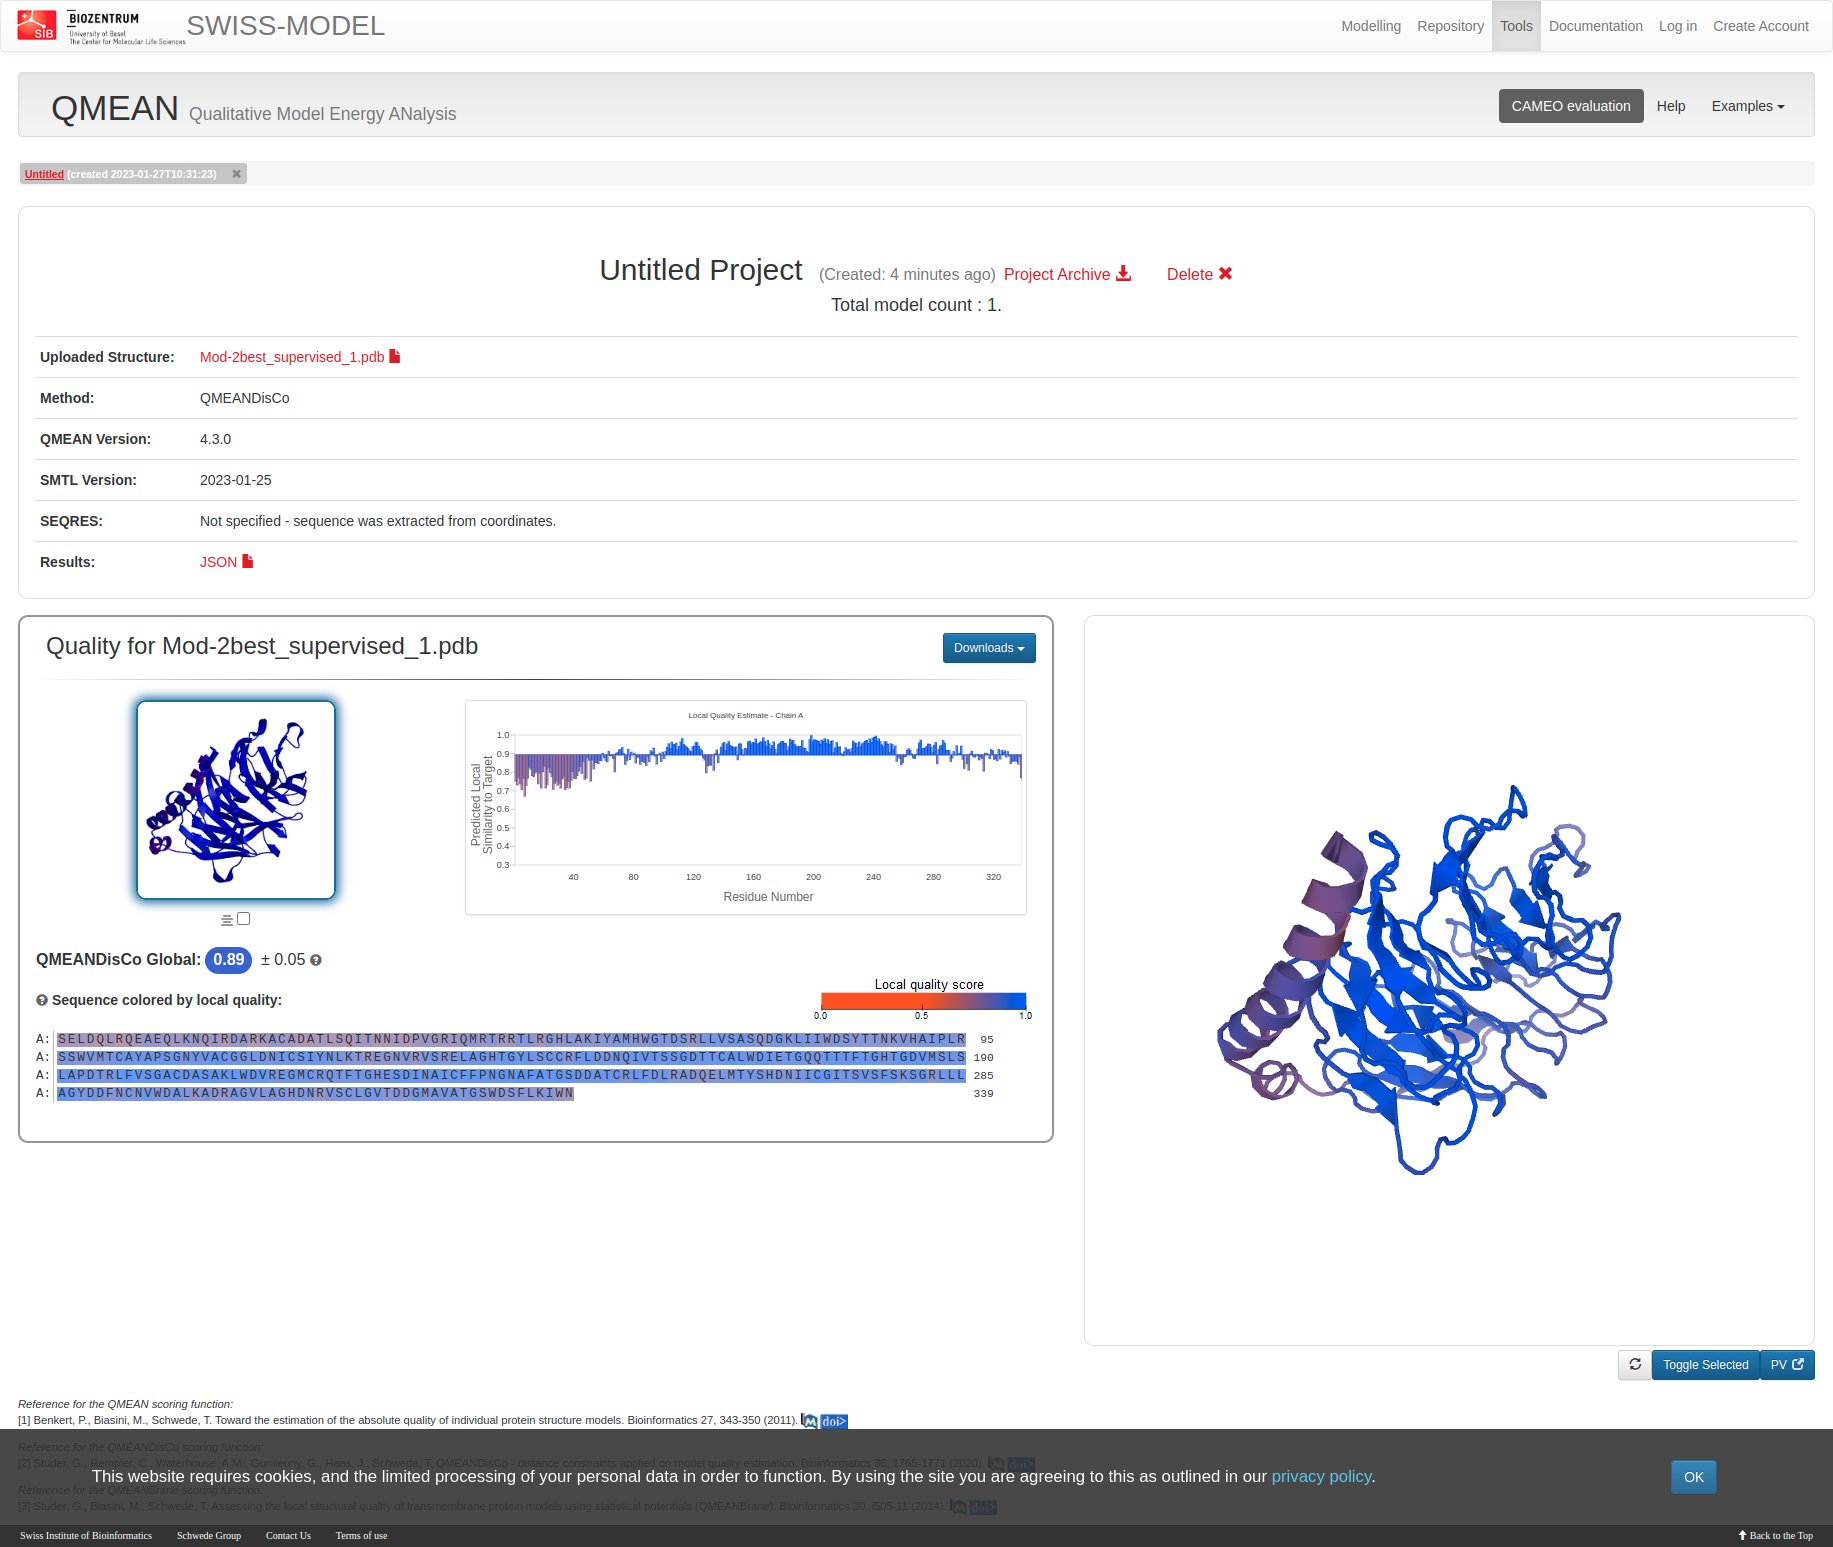 SIB
BIOZENTRUM
University of Basel
The Center for Molecular Life Sciences
SWISS-MODEL
Modelling Repository Tools Documentation Log in Create Account
QMEAN Qualitative Model Energy ANalysis
CAMEO evaluation Help Examples
Untitled (created 2023-01-27T10:31:23)
Untitled Project (Created: 4 minutes ago) Project Archive Delete
Total model count : 1.
Uploaded Structure: Mod-2best_supervised_1.pdb
Method: QMEANDisCo
QMEAN Version: 4.3.0
SMTL Version: 2023-01-25
SEQRES: Not specified - sequence was extracted from coordinates.
Results: JSON
Quality for Mod-2best_supervised_1.pdb
Downloads
Local Quality Estimate - Chain A
Predicted Local
Similarity to Target
1.0
0.9
0.8
0.7
0.6
0.5
0.4
0.3
40 80 120 160 200 240 280 320
Residue Number
QMEANDisCo Global: 0.89 ± 0.05
Local quality score
0.0 0.5 1.0
Sequence colored by local quality:
A: SELDQLRQEAEQLKNQIRDARKACADATLSQITNNIDPVGRIQMRTRRTLRGHLAKIYAMHWGTDSRLLVSASQDGKLIIWDSYTTNKVHAIPLR 95
A: SSWVMTCAYAPSGNYVACGGLDNICSIYNLKTREGNVRVSRELAGHTGYLSCCRFLDDNQIVTSSGDTTCALWDIETGQQTTTFTGHTGDVMSLS 190
A: LAPDTRLFVSGACDASAKLWDVREGMCRQTFTGHESDINAICFFPNGNAFATGSDDATCRLFDLRADQELMTYSHDNIICGITSVSFSKSGRLLL 285
A: AGYDDFNCNVWDALKADRAGVLAGHDNRVSCLGVTDDGMAVATGSWDSFLKIWN 339
Toggle Selected PV
Reference for the QMEAN scoring function:
[1] Benkert, P., Biasini, M., Schwede, T. Toward the estimation of the absolute quality of individual protein structure models. Bioinformatics 27, 343-350 (2011). M doi>
Reference for the QMEANDisCo scoring function:
[2] Studer, G., Rempfer, C., Waterhouse, A.M., Gumienny, G., Haas, J., Schwede, T. QMEANDisCo - distance constraints applied on model quality estimation. Bioinformatics 36, 1765-1771 (2020). M doi>
This website requires cookies, and the limited processing of your personal data in order to function. By using the site you are agreeing to this as outlined in our privacy policy.
OK
Reference for the QMEANBrane scoring function:
[3] Studer, G., Biasini, M., Schwede, T. Assessing the local structural quality of transmembrane protein models using statistical potentials (QMEANBrane). Bioinformatics 30, i505-11 (2014). M doi>
Swiss Institute of Bioinformatics Schwede Group Contact Us Terms of use Back to the Top